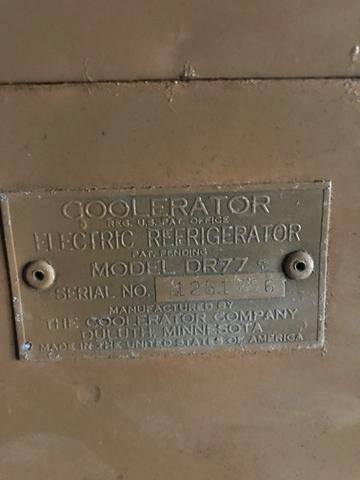 COOLERATOR
REG. U.S. PAT. OFFICE
ELECTRIC REFRIGERATOR
PAT. PENDING
MODEL DR77
SERIAL NO.
MANUFACTURED BY
THE COOLERATOR COMPANY
DULUTH, MINNESOTA
MADE IN THE UNITED STATES OF AMERICA